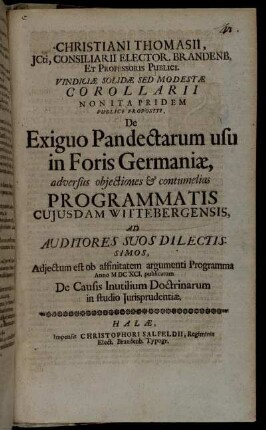 CHRISTIANI THOMASII,
JCti, CONSILIARII ELECTOR. BRANDENB,
ET PROFESSORIS PUBLICI.
VINDICIÆ SOLIDÆ SED MODESTÆ
COROLLARII
NON ITA PRIDEM
PUBLICE PROPOSITI,
De
Exiguo Pandectarum usu
in Foris Germaniæ,
adversus objectiones & contumelias
PROGRAMMATIS
CUJUSDAM WITTEBERGENSIS,
AD
AUDITORES SUOS DILECTIS-
SIMOS,
Adjectum est ob affinitatem argumenti Programma
Anno M DC XCI. publicatum
De Causis Inutilium Doctrinarum
in studio Jurisprudentiæ,
HALÆ,
Impensis CHRISTOPHORI SALFELDII, Regiminis
Elect. Brandenb. Typogr.